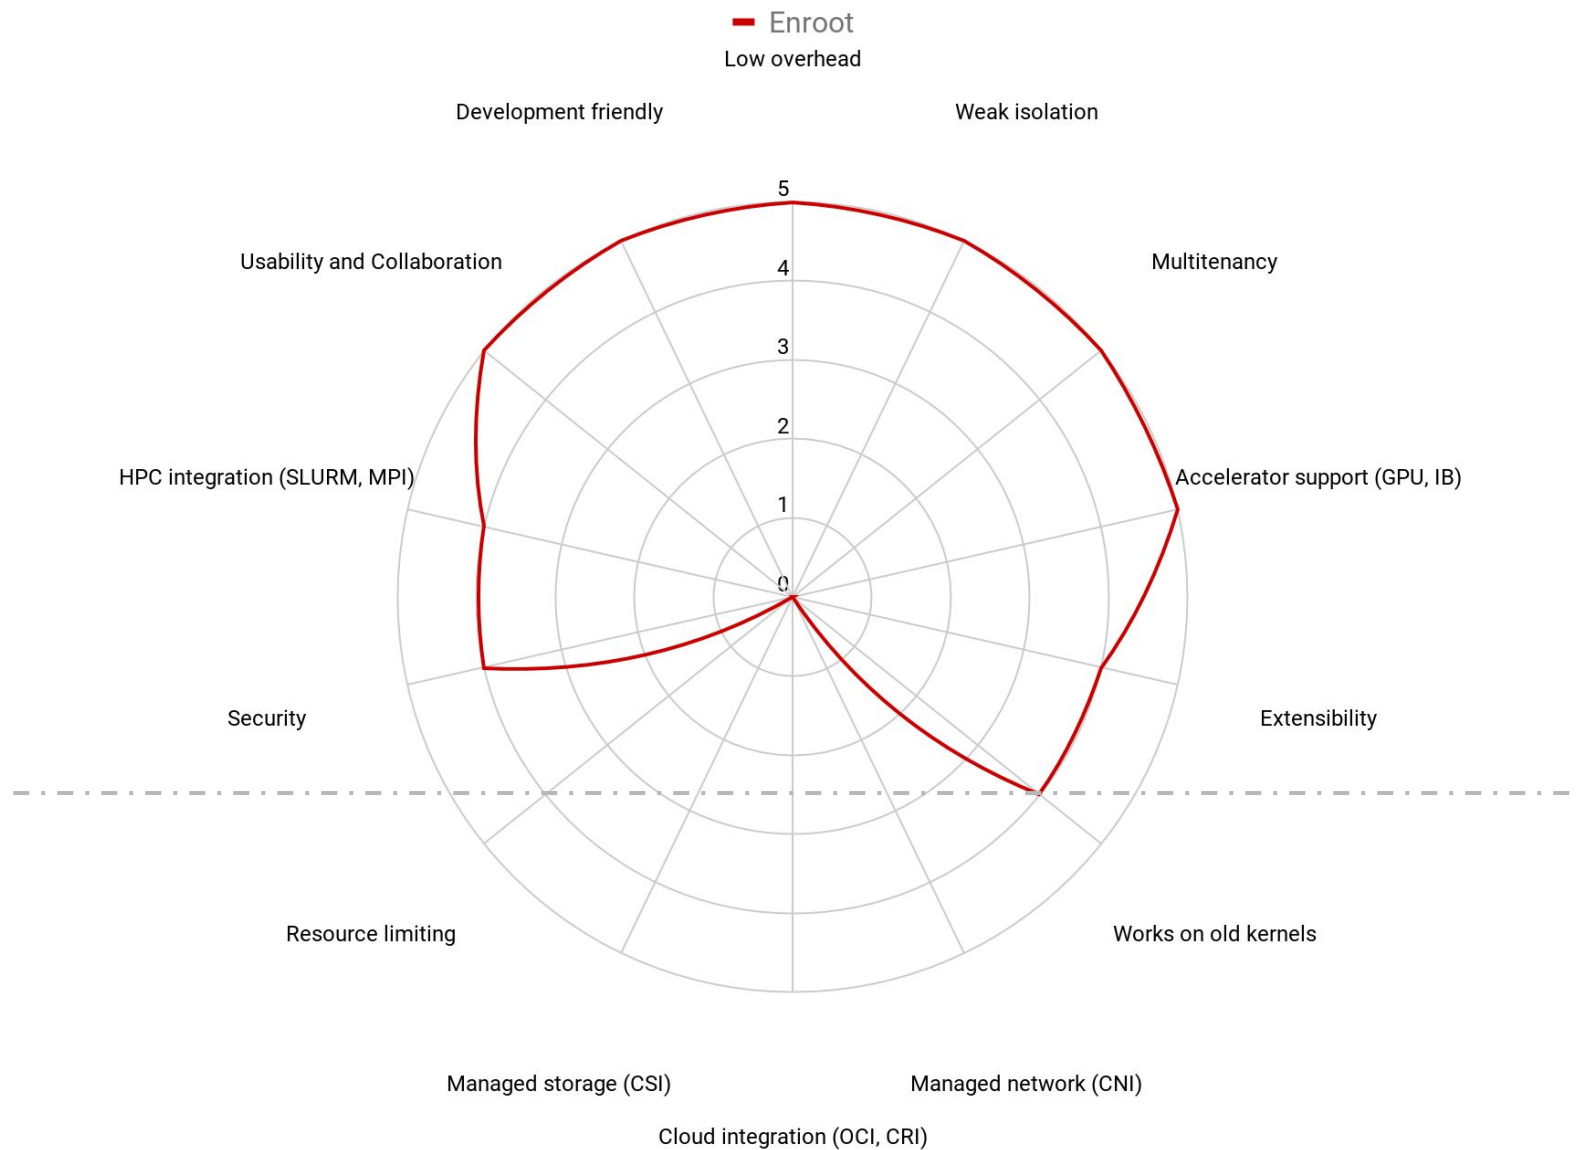 Enroot
Low overhead
Development friendly
Weak isolation
5
Usability and Collaboration
Multitenancy
4
3
2
HPC integration (SLURM, MPI)
Accelerator support (GPU, IB)
1
0
Security
Extensibility
Resource limiting
Works on old kernels
Managed storage (CSI)
Managed network (CNI)
Cloud integration (OCI, CRI)